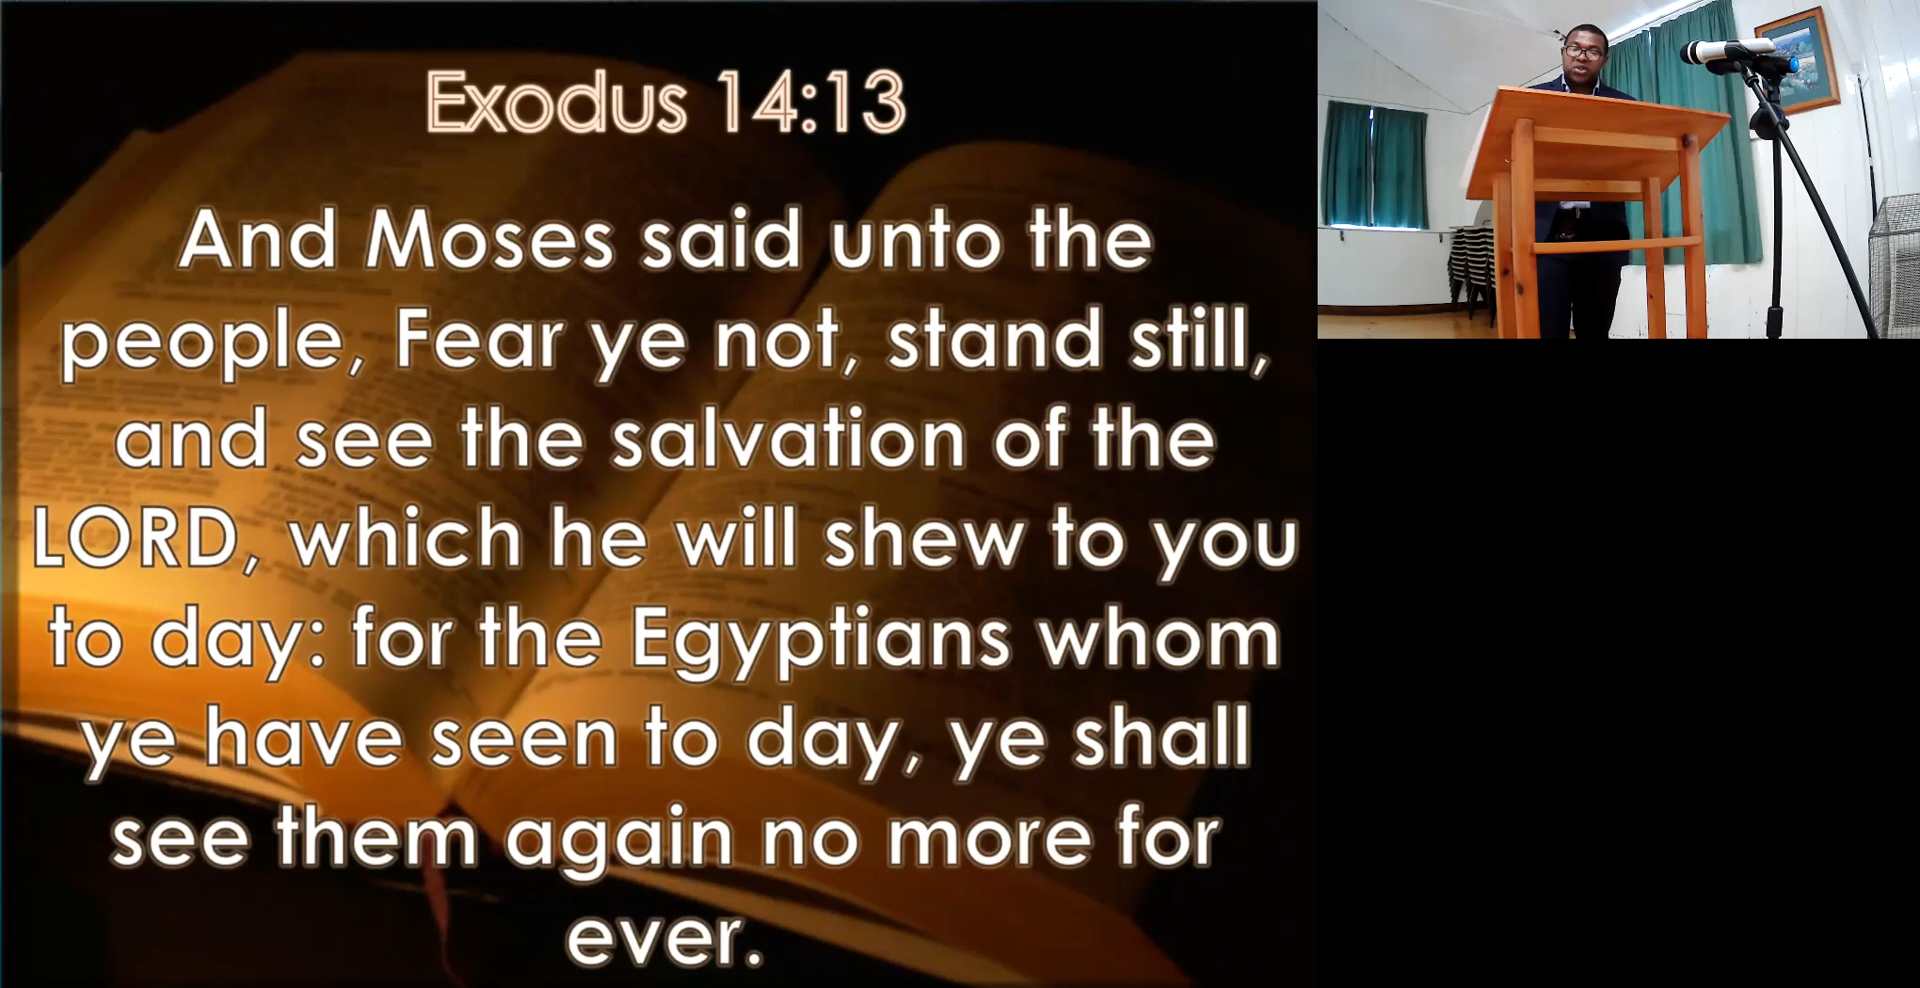 Exodus 14:13
And Moses said unto the
people, Fear ye not, stand still,
and see the salvation of the
LORD, which he will shew to you
to day: for the Egyptians whom
ye have seen to day, ye shall
see them again no more for
ever.